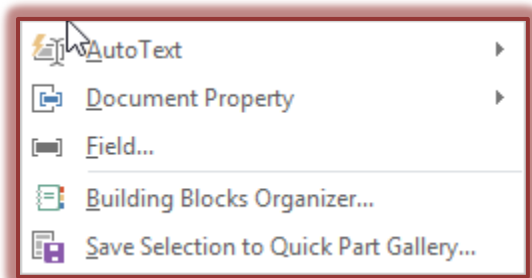 AutoText
Document Property
Field...
Building Blocks Organizer...
Save Selection to Quick Part Gallery...